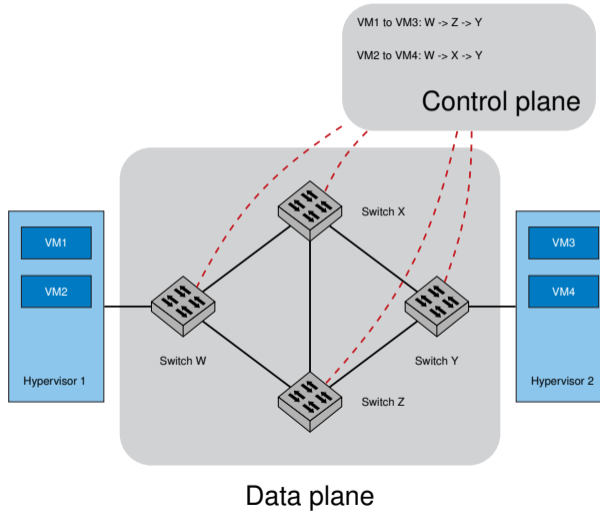 VM1 to VM3: W -> Z -> Y
VM2 to VM4: W -> X -> Y
Control plane
Switch X
VM1
VM3
VM2
VM4
Switch W
Switch Y
Hypervisor 1
Hypervisor 2
Switch Z
Data plane